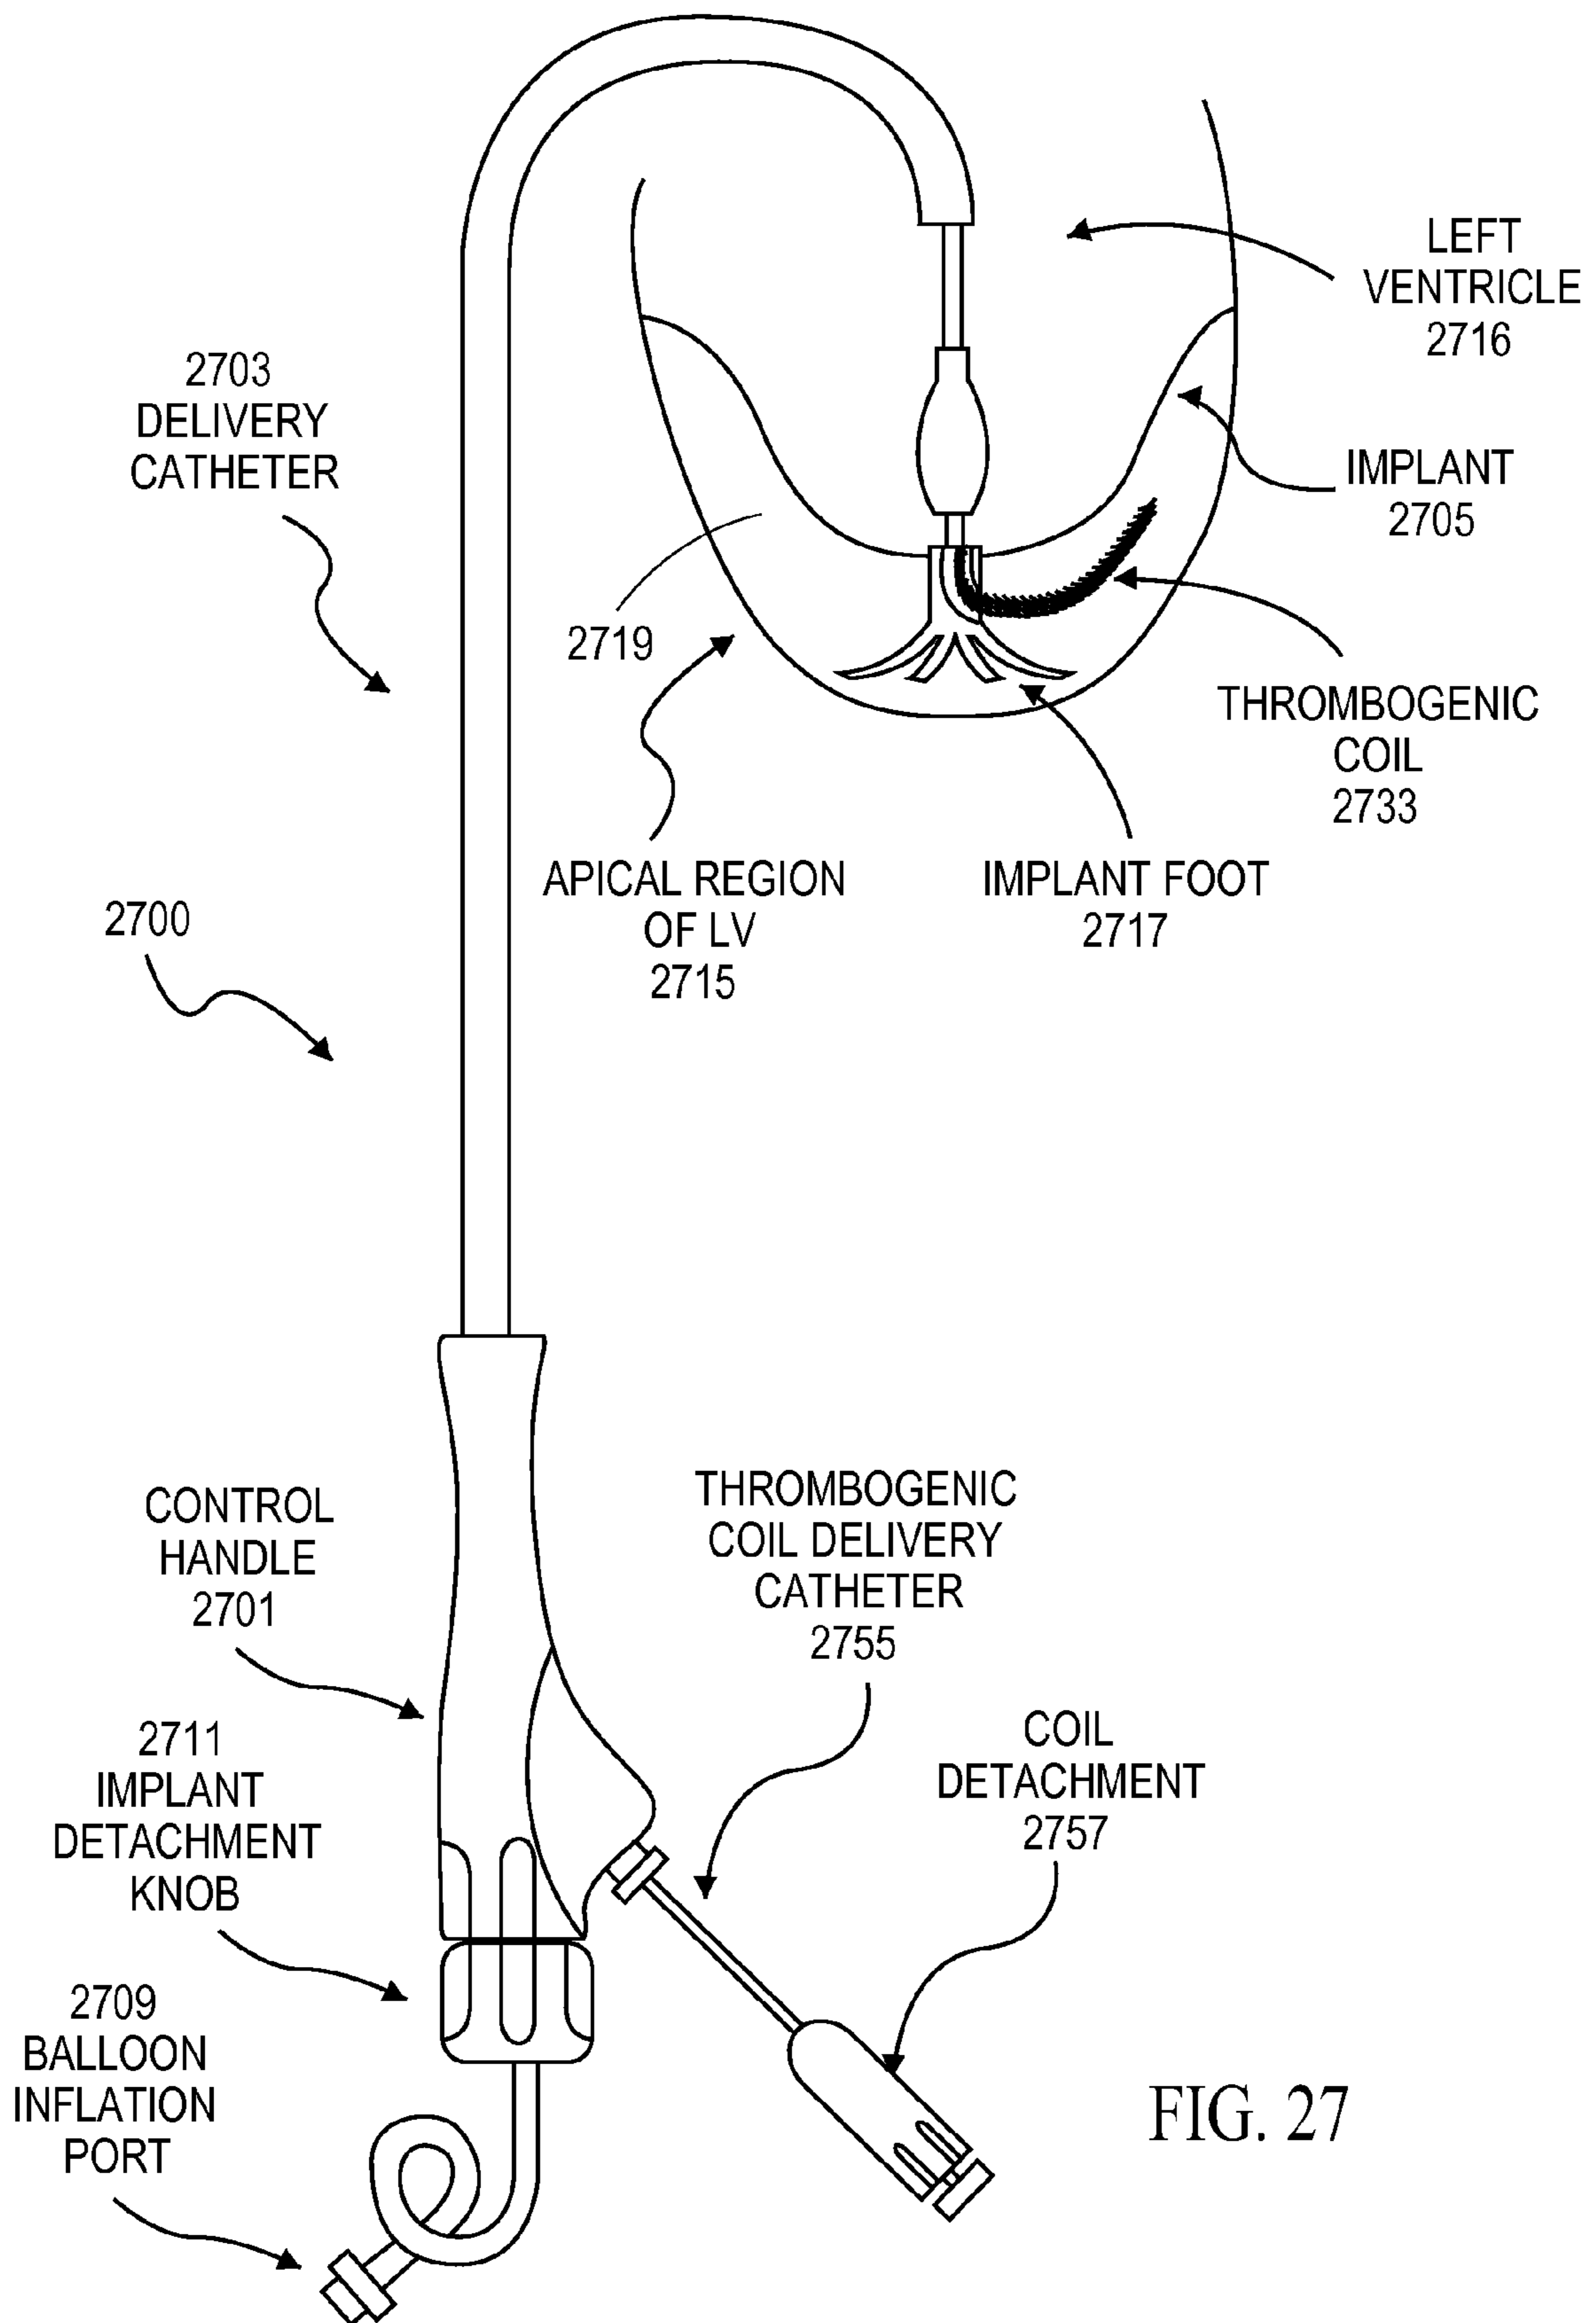 LEFT
VENTRICLE
2716
2703
DELIVERY
CATHETER
IMPLANT
2705
2719
THROMBOGENIC
COIL
2733
APICAL REGION
OF LV
2715
IMPLANT FOOT
2717
2700
CONTROL
HANDLE
2701
THROMBOGENIC
COIL DELIVERY
CATHETER
2755
2711
IMPLANT
DETACHMENT
KNOB
COIL
DETACHMENT
2757
2709
BALLOON
INFLATION
PORT
FIG. 27